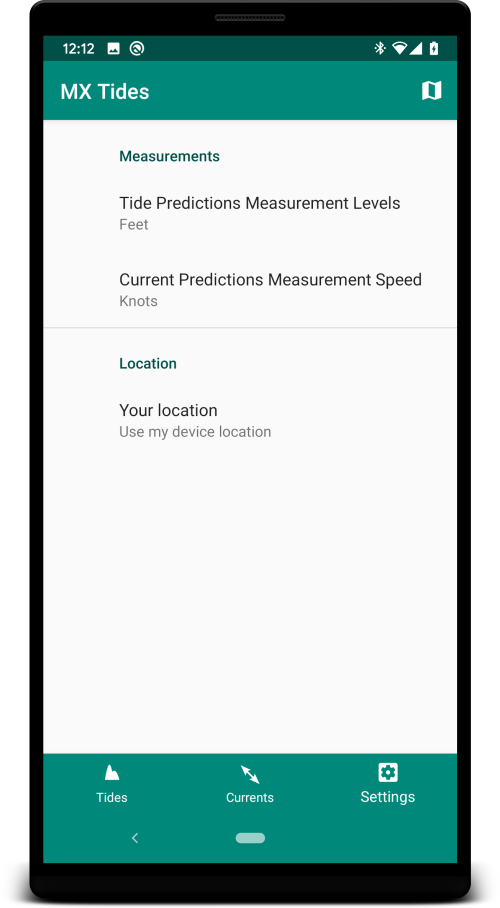 12:12
MX Tides
Measurements
Tide Predictions Measurement Levels
Feet
Current Predictions Measurement Speed
Knots
Location
Your location
Use my device location
Tides
Currents
Settings